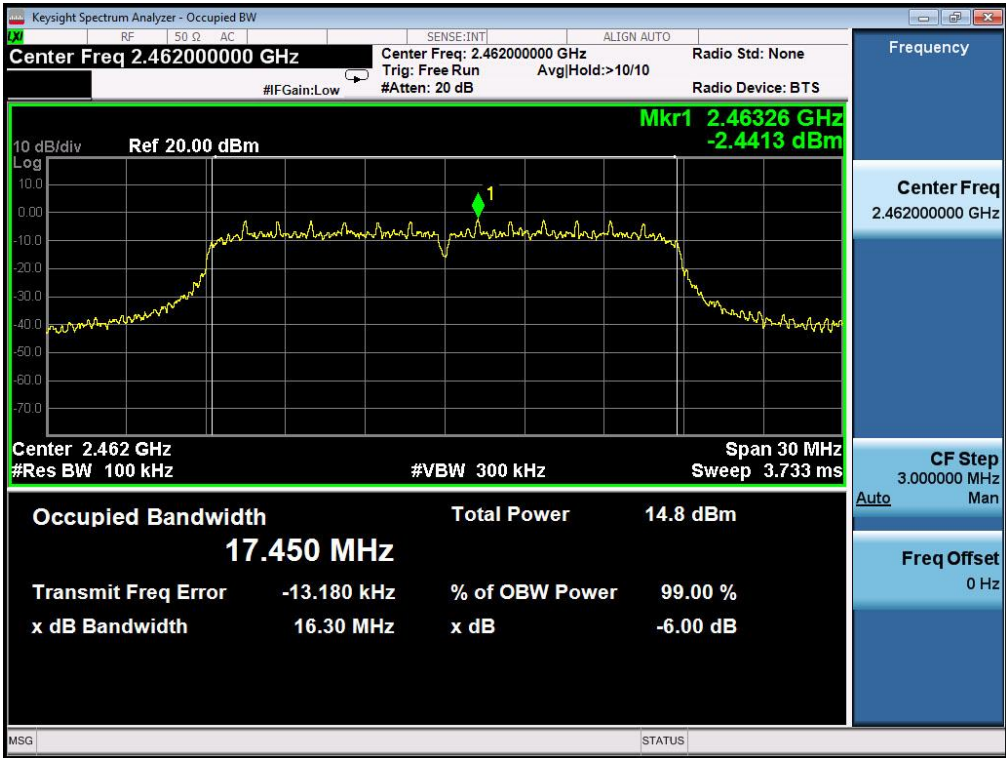 Keysight Spectrum Analyzer - Occupied BW
LXI RF 50 Ω AC SENSE:INT ALIGN AUTO
Center Freq 2.462000000 GHz
Center Freq: 2.462000000 GHz Radio Std: None
Trig: Free Run Avg|Hold:>10/10
#IFGain:Low #Atten: 20 dB Radio Device: BTS
Mkr1 2.46326 GHz
-2.4413 dBm
10 dB/div Ref 20.00 dBm
Log
10.0
0.00
-10.0
-20.0
-30.0
-40.0
-50.0
-60.0
-70.0
1
Center 2.462 GHz Span 30 MHz
#Res BW 100 kHz #VBW 300 kHz Sweep 3.733 ms
Occupied Bandwidth Total Power 14.8 dBm
17.450 MHz
Transmit Freq Error -13.180 kHz % of OBW Power 99.00 %
x dB Bandwidth 16.30 MHz x dB -6.00 dB
MSG STATUS
Frequency
Center Freq
2.462000000 GHz
CF Step
3.000000 MHz
Auto Man
Freq Offset
0 Hz